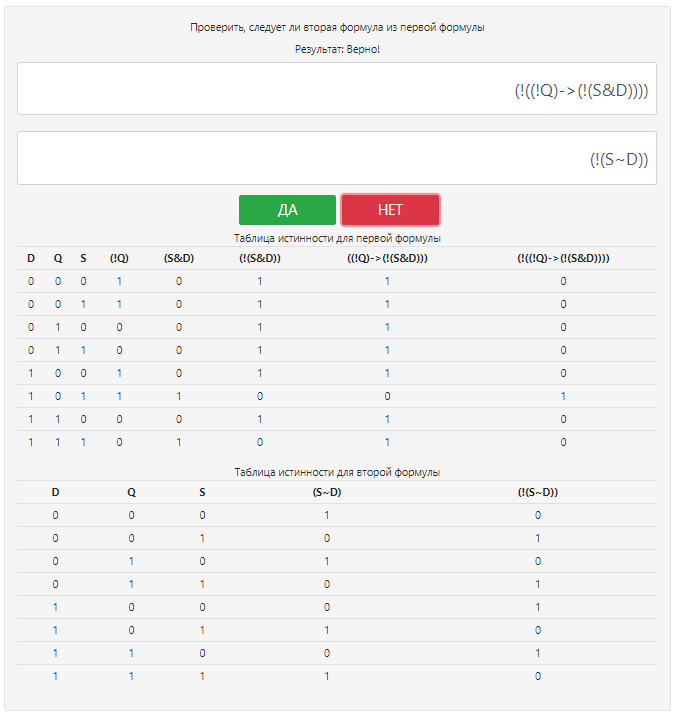 Проверить, следует ли вторая формула из первой формулы
Результат: Верно!
(!((!Q)->(!(S&D))))
(!(S~D))
ДА НЕТ
Таблица истинности для первой формулы
D Q S (!Q) (S&D) (!(S&D)) ((!Q)->(!(S&D))) (!((!Q)->(!(S&D))))
0 0 0 1 0 1 1 0
0 0 1 1 0 1 1 0
0 1 0 0 0 1 1 0
0 1 1 0 0 1 1 0
1 0 0 1 0 1 1 0
1 0 1 1 1 0 0 1
1 1 0 0 0 1 1 0
1 1 1 0 1 0 1 0
Таблица истинности для второй формулы
D Q S (S~D) (!(S~D))
0 0 0 1 0
0 0 1 0 1
0 1 0 1 0
0 1 1 0 1
1 0 0 0 1
1 0 1 1 0
1 1 0 0 1
1 1 1 1 0